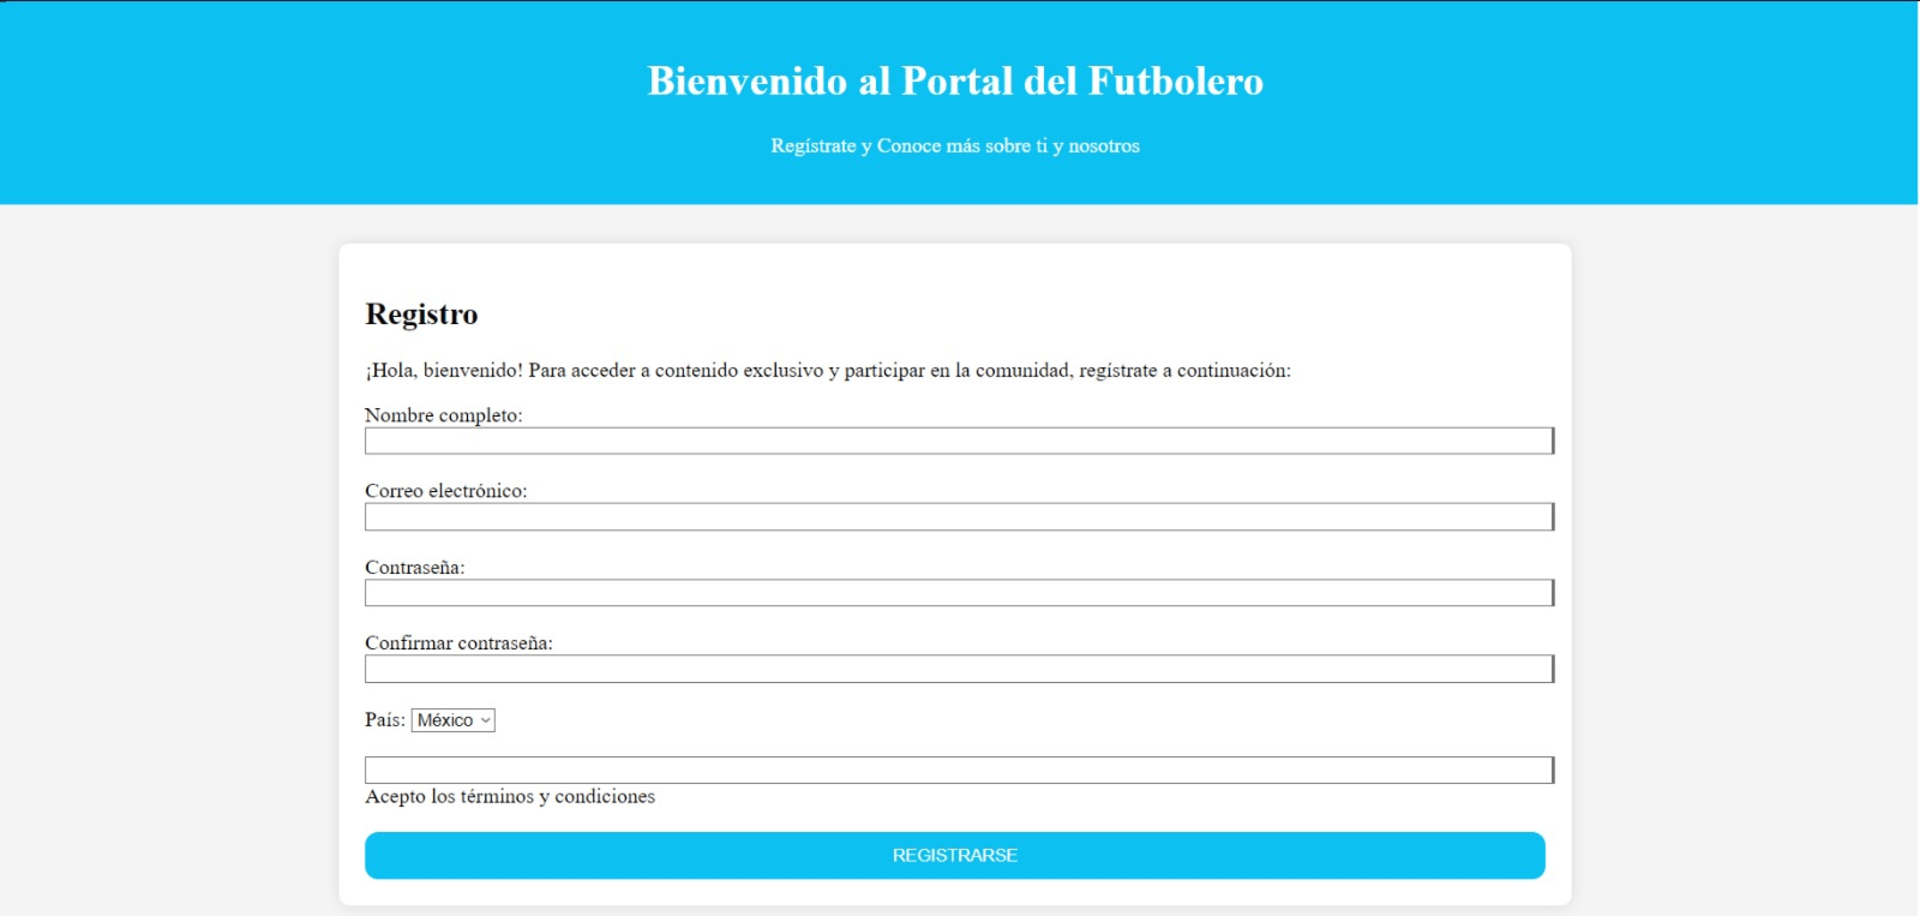 Bienvenido al Portal del Futbolero
Regístrate y Conoce más sobre ti y nosotros
Registro
¡Hola, bienvenido! Para acceder a contenido exclusivo y participar en la comunidad, regístrate a continuación:
Nombre completo:
Correo electrónico:
Contraseña:
Confirmar contraseña:
País: México
Acepto los términos y condiciones
REGISTRARSE